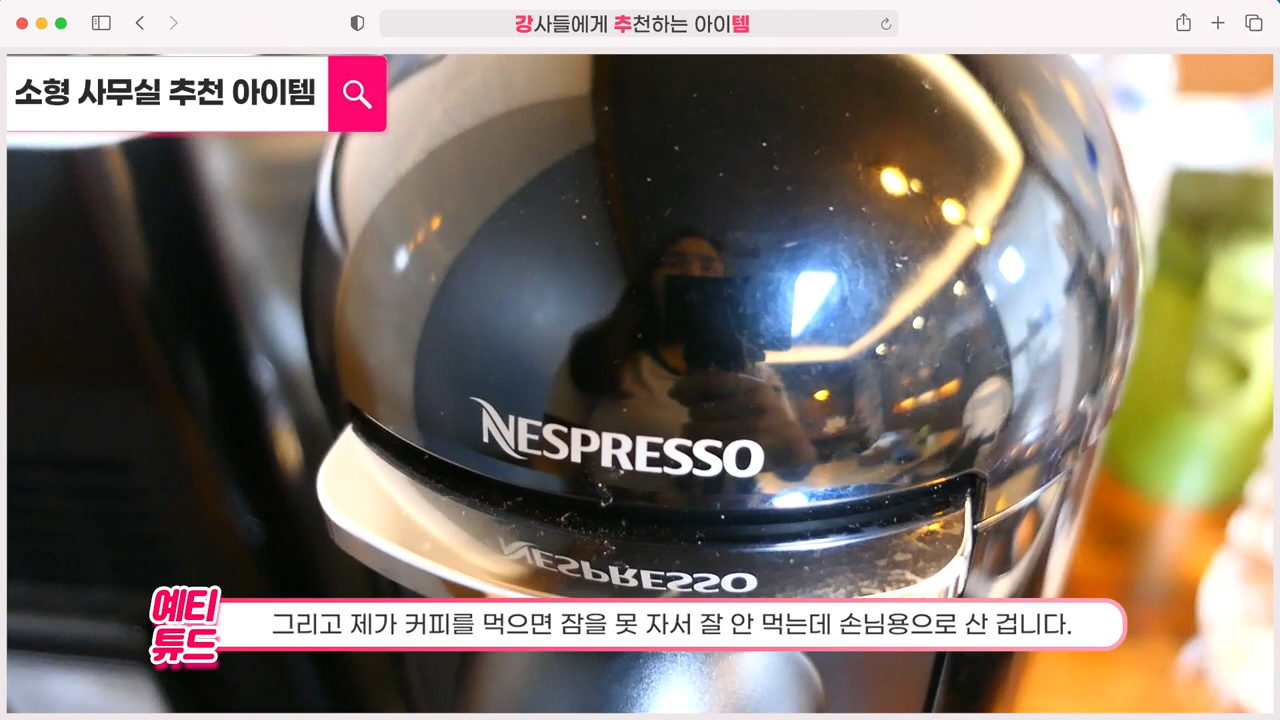 강사들에게 추천하는 아이템
소형 사무실 추천 아이템
NESPRESSO
NESPRESSO
예티
튜드
그리고 제가 커피를 먹으면 잠을 못 자서 잘 안 먹는데 손님용으로 산 겁니다.